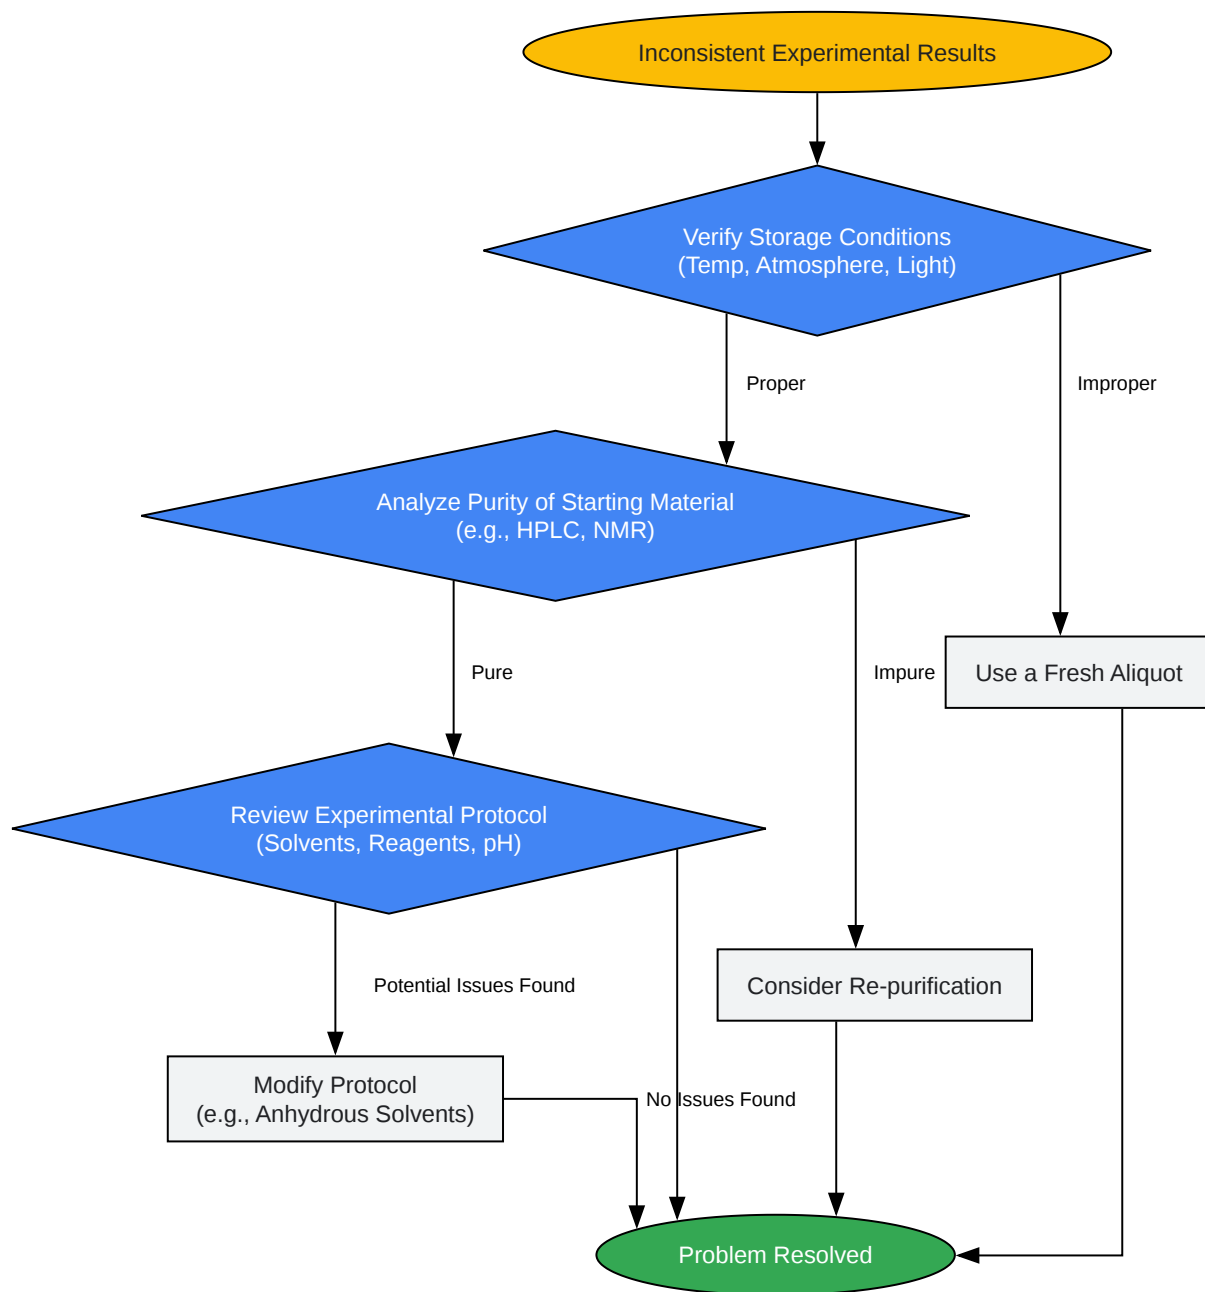 Inconsistent Experimental Results
Verify Storage Conditions
(Temp, Atmosphere, Light)
Proper
Improper
Analyze Purity of Starting Material
(e.g., HPLC, NMR)
Pure
Impure
Use a Fresh Aliquot
Review Experimental Protocol
(Solvents, Reagents, pH)
Potential Issues Found
Consider Re-purification
Modify Protocol
(e.g., Anhydrous Solvents)
No Issues Found
Problem Resolved